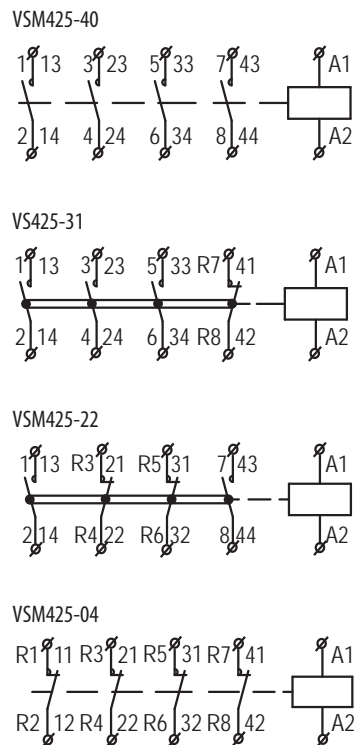 VSM425-40
1 13 3 23 5 33 7 43 A1
2 14 4 24 6 34 8 44 A2
VS425-31
1 13 3 23 5 33 R7 41 A1
2 14 4 24 6 34 R8 42 A2
VSM425-22
1 13 R3 21 R5 31 7 43 A1
2 14 R4 22 R6 32 8 44 A2
VSM425-04
R1 11 R3 21 R5 31 R7 41 A1
R2 12 R4 22 R6 32 R8 42 A2